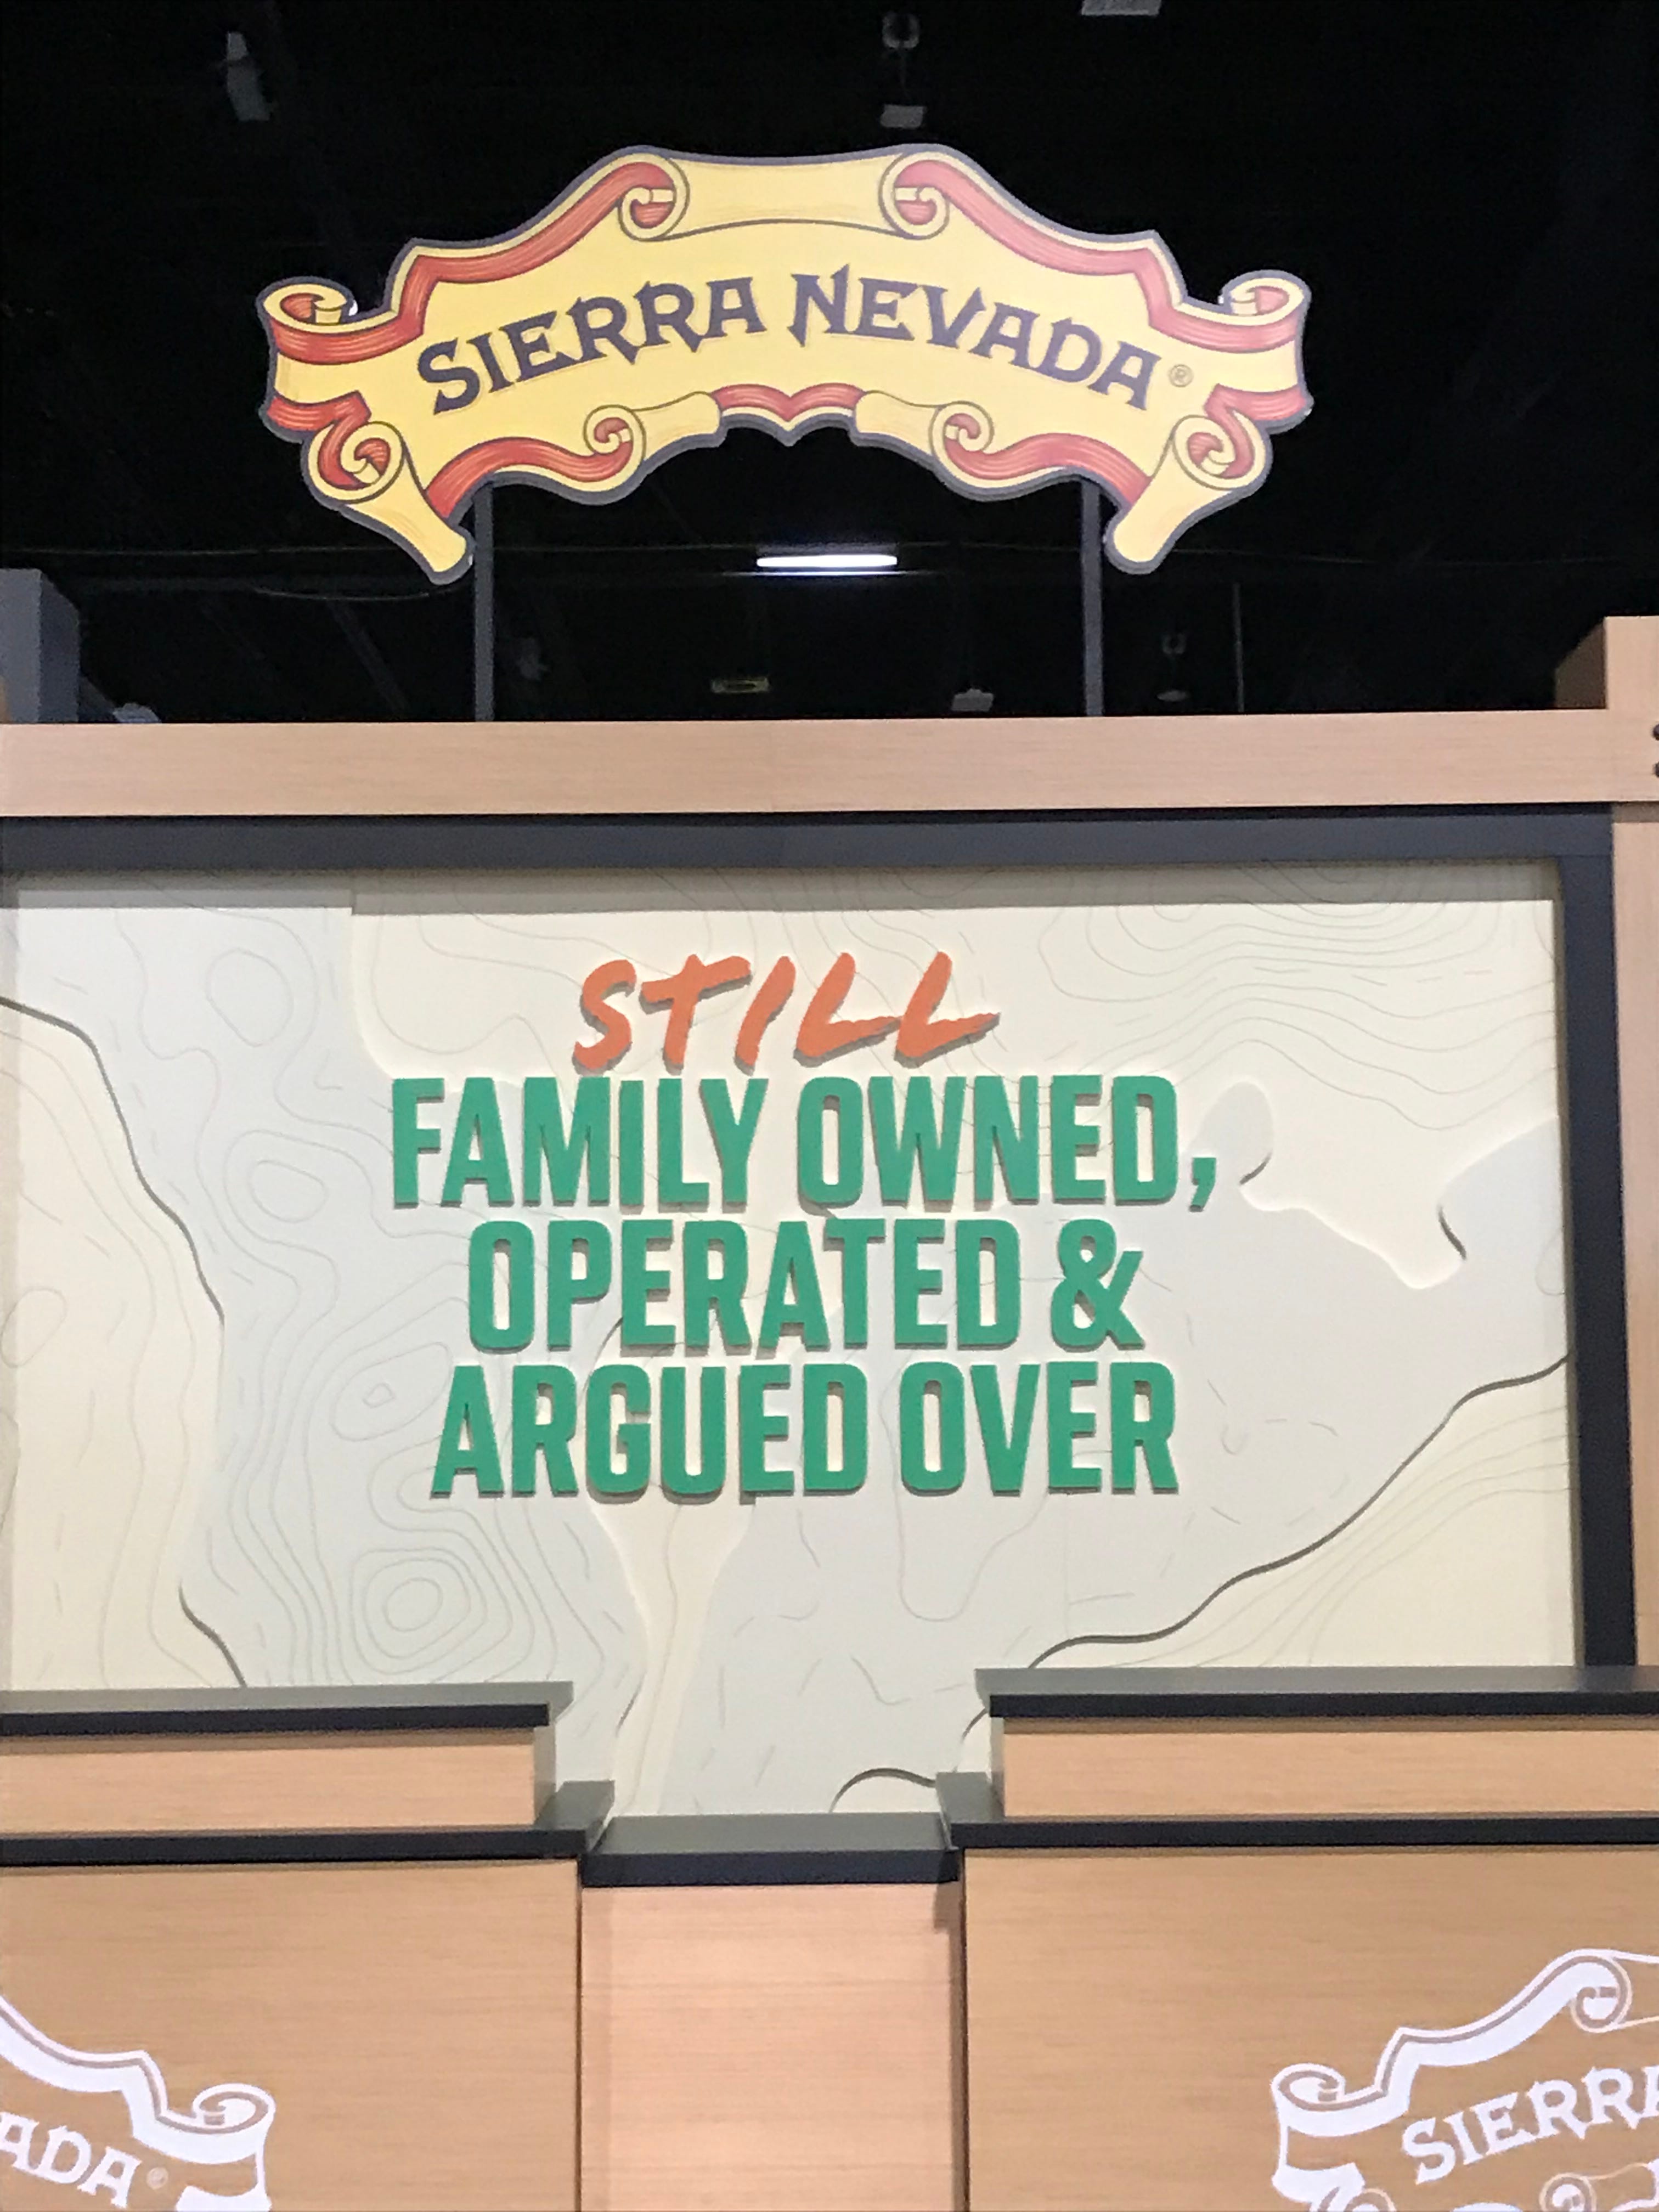 SIERRA NEVADA®
STILL
FAMILY OWNED,
OPERATED &
ARGUED OVER
ADA®
SIERRA